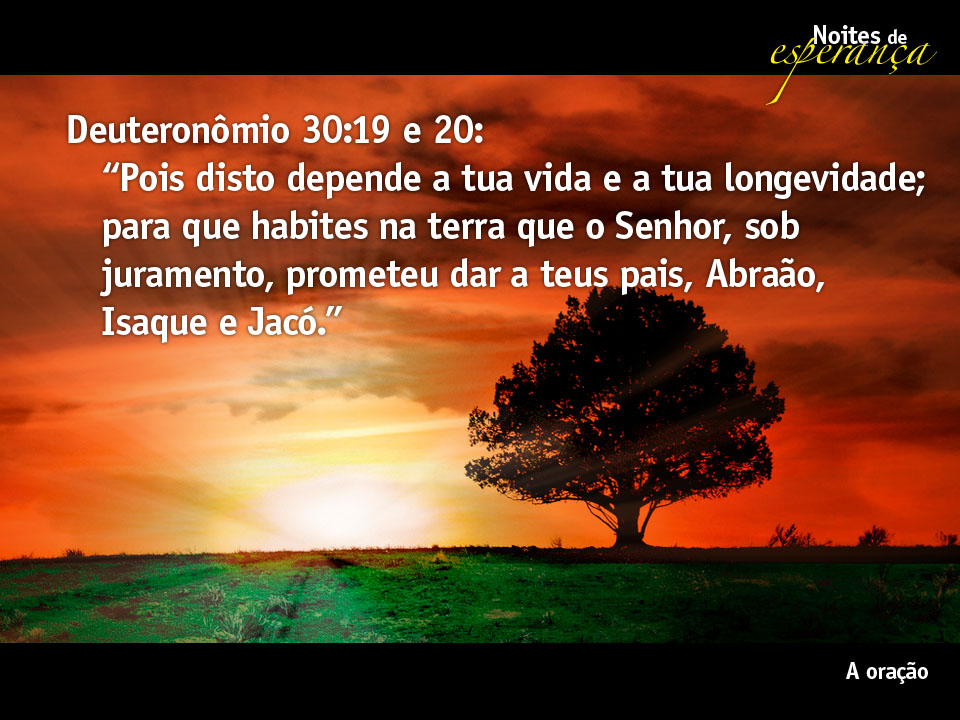 Noites de
esperança
Deuteronômio 30:19 e 20:
“Pois disto depende a tua vida e a tua longevidade;
para que habites na terra que o Senhor, sob
juramento, prometeu dar a teus pais, Abraão,
Isaque e Jacó.”
A oração